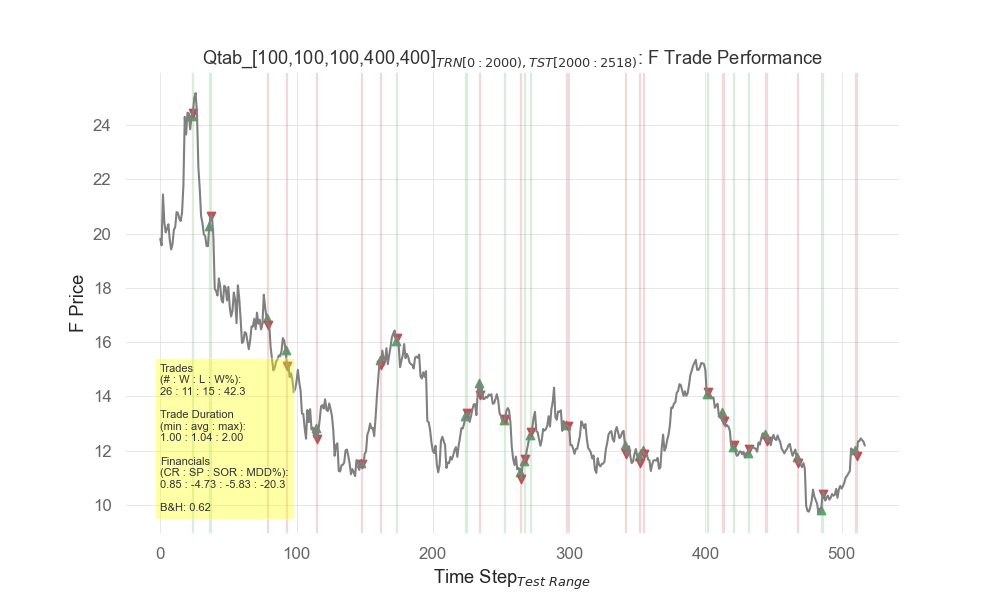 Qtab_[100,100,100,400,400]TRN[0 : 2000), TST[2000 : 2518): F Trade Performance
24
22
20
18
16
14
12
10
F Price
Trades
(# : W : L : W%):
26 : 11 : 15 : 42.3
Trade Duration
(min : avg : max):
1.00 : 1.04 : 2.00
Financials
(CR : SP : SOR : MDD%):
0.85 : -4.73 : -5.83 : -20.3
B&H: 0.62
0 100 200 300 400 500
Time Step Test Range